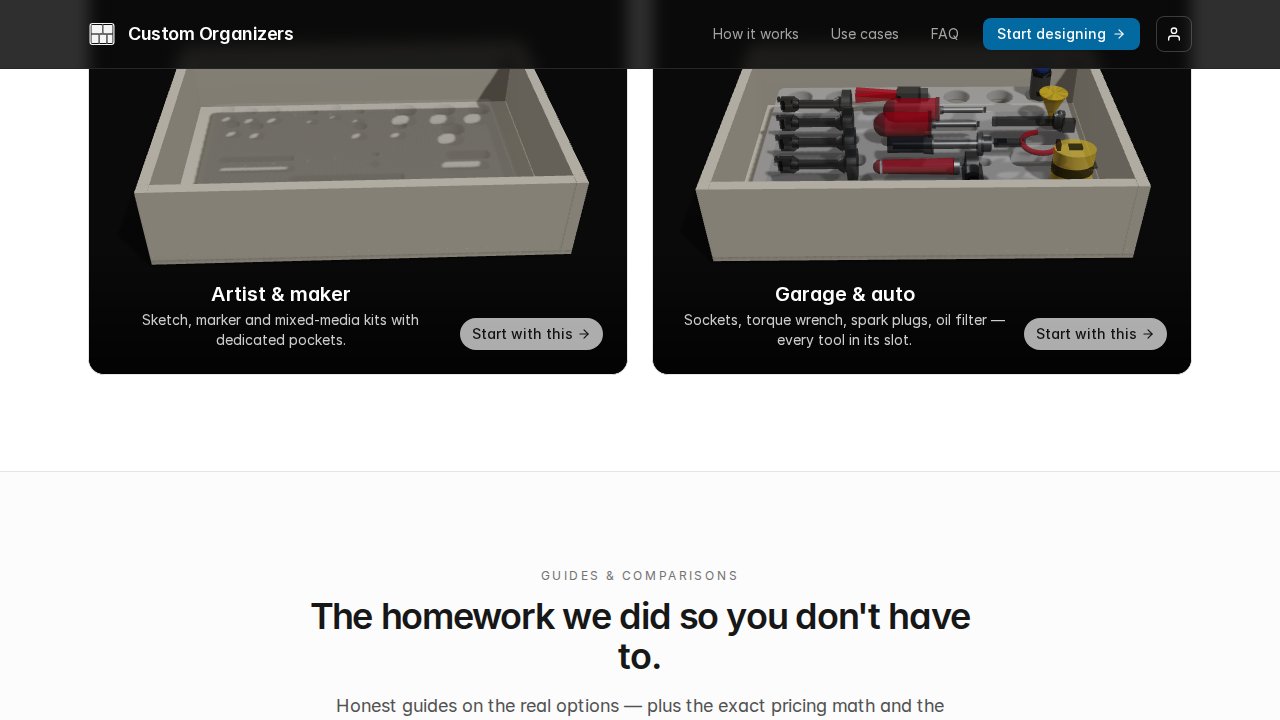 Custom Organizers
How it works
Use cases
FAQ
Start designing →
Artist & maker
Sketch, marker and mixed-media kits with
dedicated pockets.
Start with this →
Garage & auto
Sockets, torque wrench, spark plugs, oil filter —
every tool in its slot.
Start with this →
GUIDES & COMPARISONS
The homework we did so you don't have
to.
Honest guides on the real options — plus the exact pricing math and the